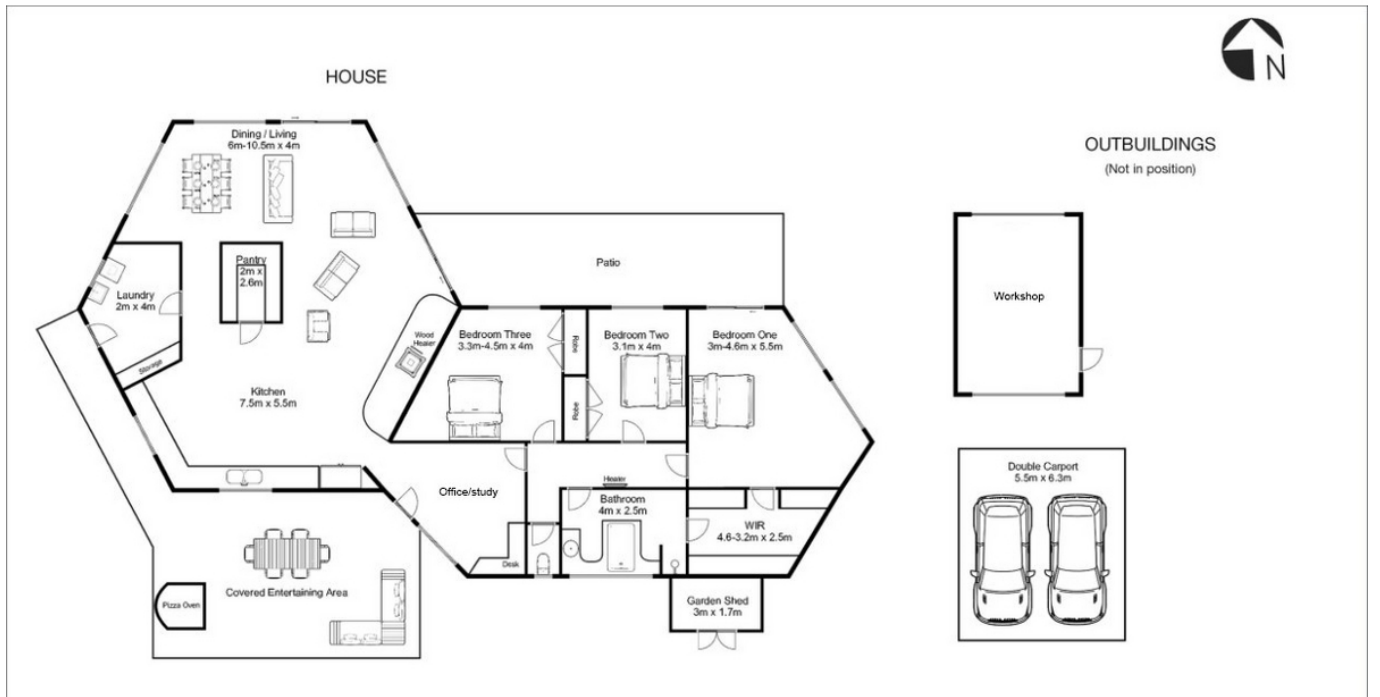 N
HOUSE
OUTBUILDINGS
(Not in position)
Dining / Living
6m-10.5m x 4m
Pantry
2m x
2.6m
Laundry
2m x 4m
Storage
Kitchen
7.5m x 5.5m
Wood
Heater
Patio
Bedroom Three
3.3m-4.5m x 4m
Robe
Robe
Bedroom Two
3.1m x 4m
Bedroom One
3m-4.6m x 5.5m
Workshop
Office/study
Desk
Heater
Bathroom
4m x 2.5m
WIR
4.6-3.2m x 2.5m
Double Carport
5.5m x 6.3m
Covered Entertaining Area
Pizza Oven
Garden Shed
3m x 1.7m